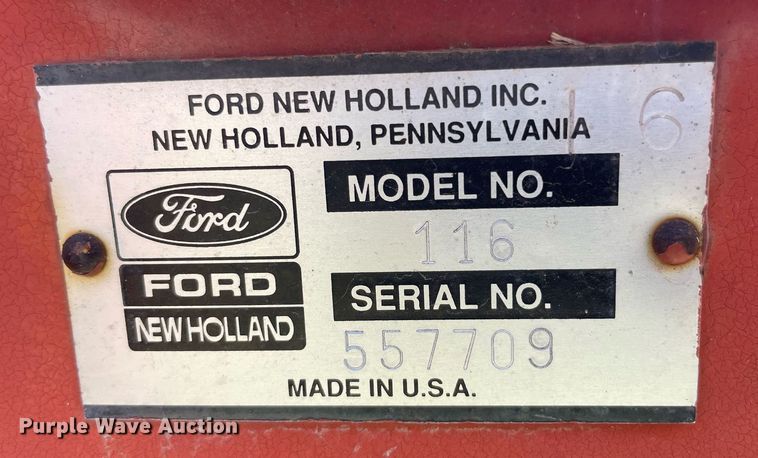 FORD NEW HOLLAND INC.
NEW HOLLAND, PENNSYLVANIA
16
Ford
FORD
NEW HOLLAND
MODEL NO.
116
SERIAL NO.
557709
MADE IN U.S.A.
Purple Wave Auction